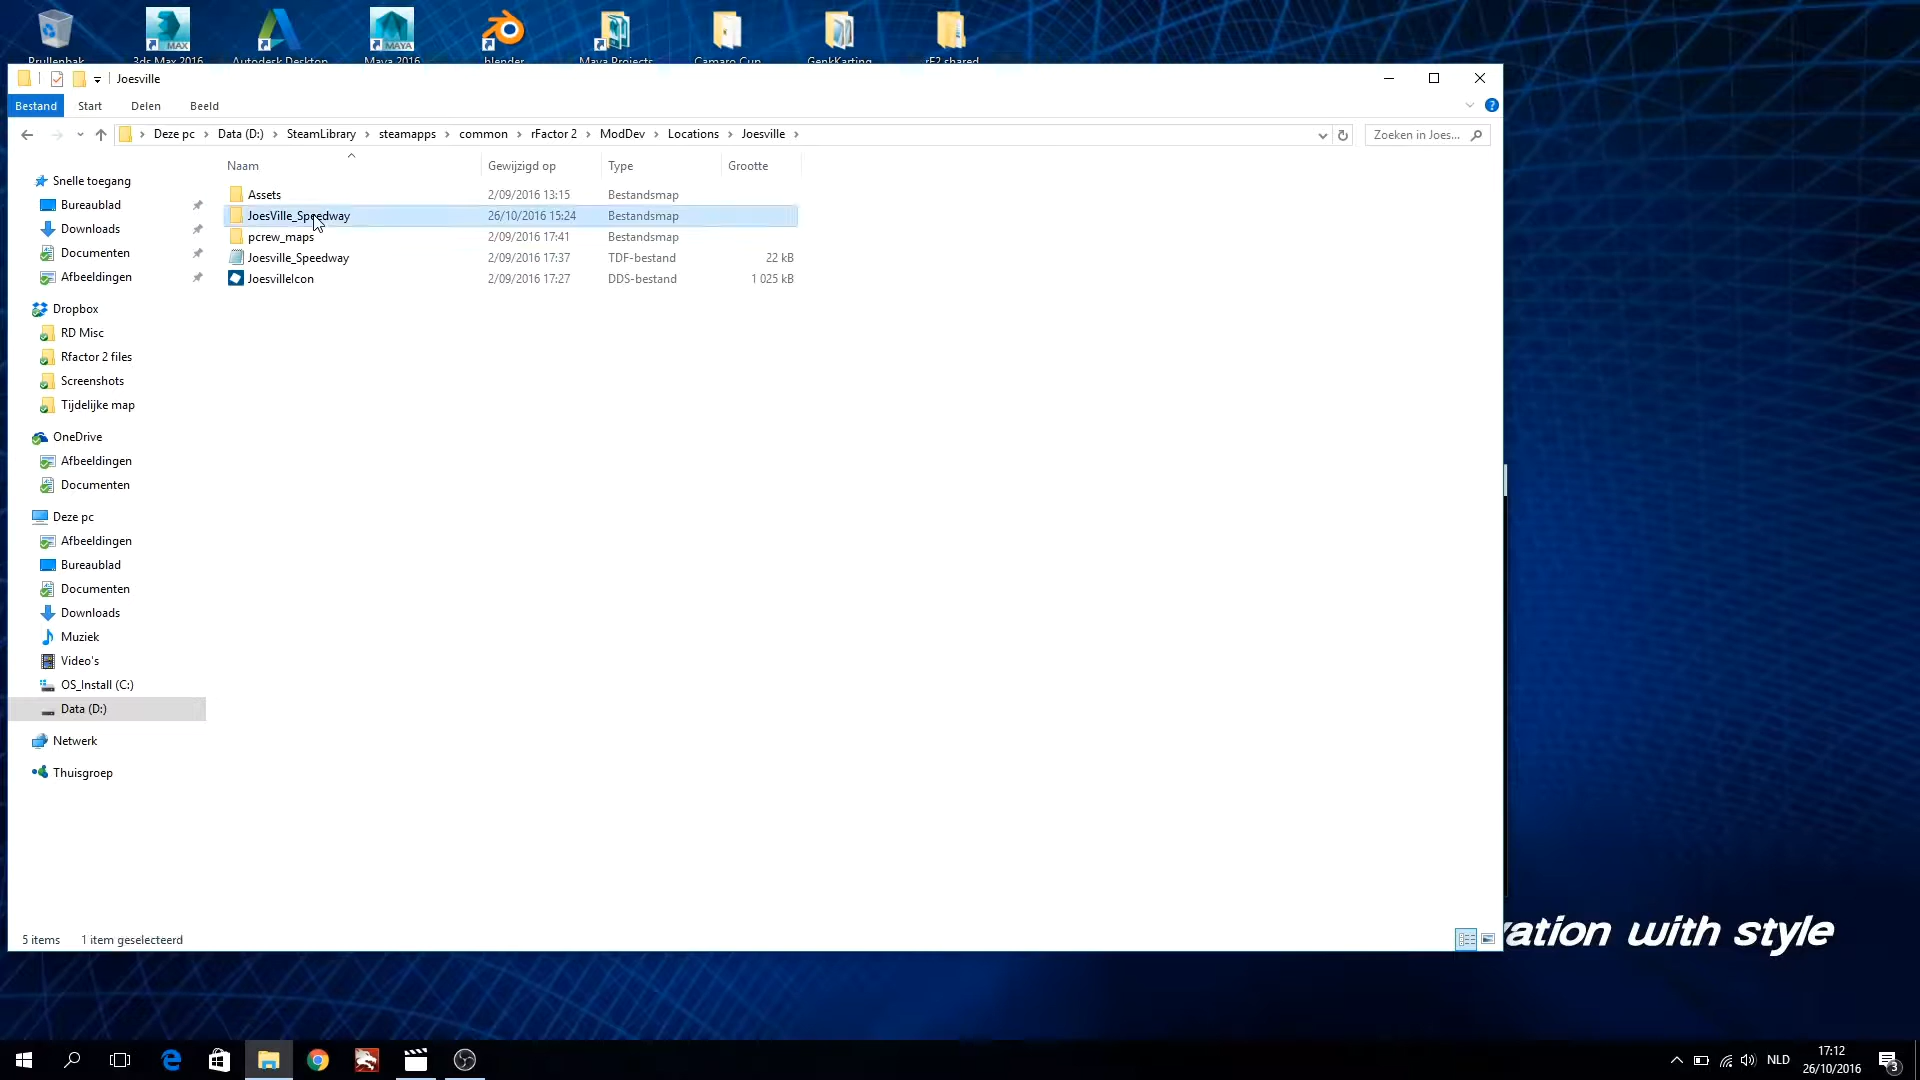 Prullenbak 3ds Max 2016 Autodesk Desktop Maya 2016 blender Maya Projects Camaro Cup GenkKarting rF2 shared
Joesville
Bestand Start Delen Beeld
Deze pc Data (D:) SteamLibrary steamapps common rFactor 2 ModDev Locations Joesville
Zoeken in Joes...
Naam Gewijzigd op Type Grootte
Assets 2/09/2016 13:15 Bestandsmap
JoesVille_Speedway 26/10/2016 15:24 Bestandsmap
pcrew_maps 2/09/2016 17:41 Bestandsmap
Joesville_Speedway 2/09/2016 17:37 TDF-bestand 22 kB
JoesvilleIcon 2/09/2016 17:27 DDS-bestand 1 025 kB
Snelle toegang
Bureaublad
Downloads
Documenten
Afbeeldingen
Dropbox
RD Misc
Rfactor 2 files
Screenshots
Tijdelijke map
OneDrive
Afbeeldingen
Documenten
Deze pc
Afbeeldingen
Bureaublad
Documenten
Downloads
Muziek
Video's
OS_Install (C:)
Data (D:)
Netwerk
Thuisgroep
5 items 1 item geselecteerd
vation with style
NLD
17:12
26/10/2016
3